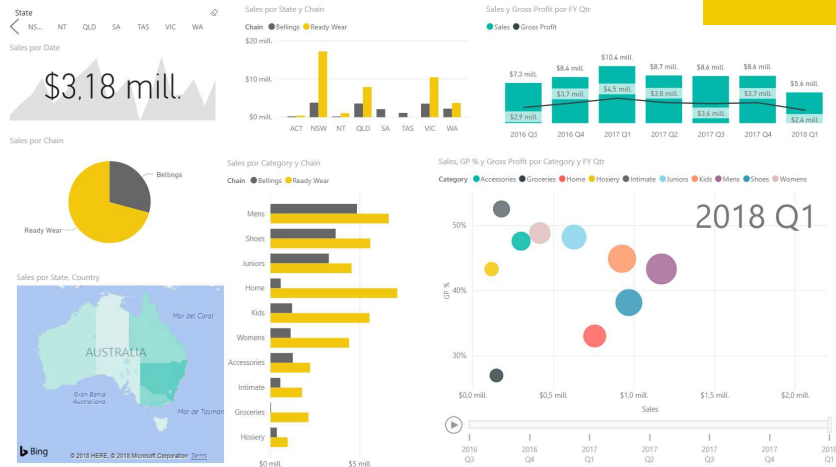 State
NS... NT QLD SA TAS VIC WA
Sales por Date
$3,18 mill.
Sales por Chain
Bellings
Ready Wear
Sales por State, Country
Mar del Coral
AUSTRALIA
Gran Bahía
Australiana
Mar de Tasman
Bing
© 2018 HERE, © 2018 Microsoft Corporation Terms
Sales por State y Chain
Chain Bellings Ready Wear
$20 mill.
$10 mill.
$0 mill.
ACT NSW NT QLD SA TAS VIC WA
Sales y Gross Profit por FY Qtr
Sales Gross Profit
$7.3 mill. $8.4 mill. $10.4 mill. $8.7 mill. $8.6 mill. $8.6 mill. $5.6 mill.
$2.9 mill. $3.7 mill. $4.5 mill. $3.8 mill. $3.6 mill. $3.7 mill. $2.4 mill.
2016 Q3 2016 Q4 2017 Q1 2017 Q2 2017 Q3 2017 Q4 2018 Q1
Sales por Category y Chain
Chain Bellings Ready Wear
Mens
Shoes
Juniors
Home
Kids
Womens
Accessories
Intimate
Groceries
Hosiery
$0 mill. $5 mill.
Sales, GP % y Gross Profit por Category y FY Qtr
Category Accessories Groceries Home Hosiery Intimate Juniors Kids Mens Shoes Womens
2018 Q1
50%
40%
30%
GP %
$0,0 mill. $0,5 mill. $1,0 mill. $1,5 mill. $2,0 mill.
Sales
2016 2016 2017 2017 2017 2017 2018
Q3 Q4 Q1 Q2 Q3 Q4 Q1